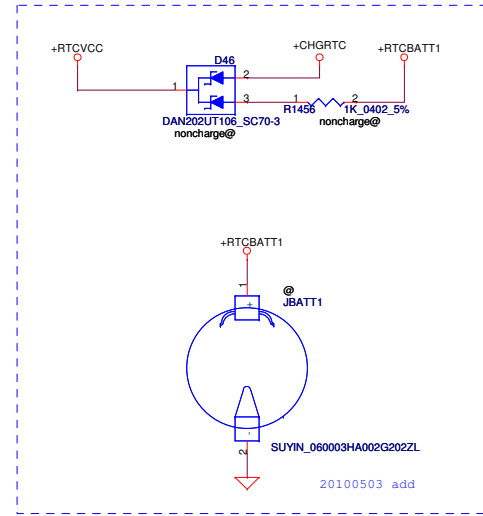 +RTCVCC
D46
+CHGRTC
+RTCBATT1
1
2
3
1
2
R1456
1K_0402_5%
DAN202UT106_SC70-3
noncharge@
noncharge@
+RTCBATT1
1
@
JBATT1
+
-
SUYIN_060003HA002G202ZL
2
20100503 add